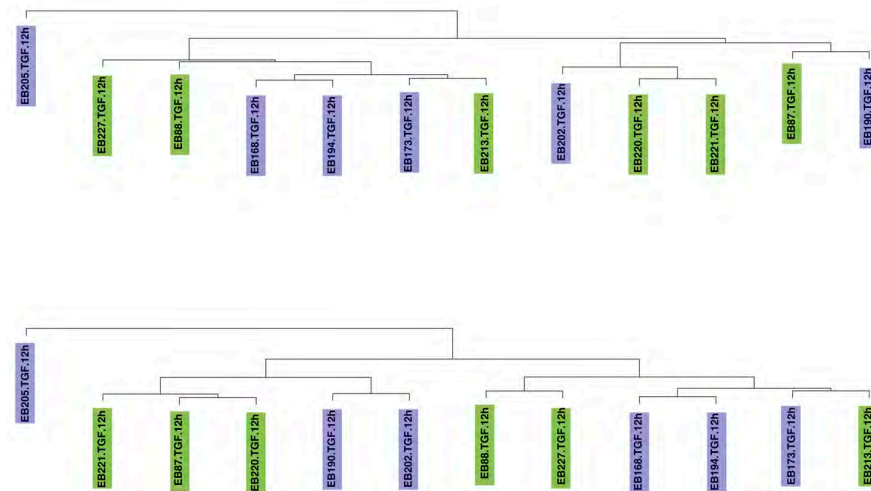 EB205.TGF.12h
EB227.TGF.12h
EB88.TGF.12h
EB168.TGF.12h
EB194.TGF.12h
EB173.TGF.12h
EB213.TGF.12h
EB202.TGF.12h
EB220.TGF.12h
EB221.TGF.12h
EB87.TGF.12h
EB190.TGF.12h
EB205.TGF.12h
EB221.TGF.12h
EB87.TGF.12h
EB220.TGF.12h
EB190.TGF.12h
EB202.TGF.12h
EB88.TGF.12h
EB227.TGF.12h
EB168.TGF.12h
EB194.TGF.12h
EB173.TGF.12h
EB213.TGF.12h